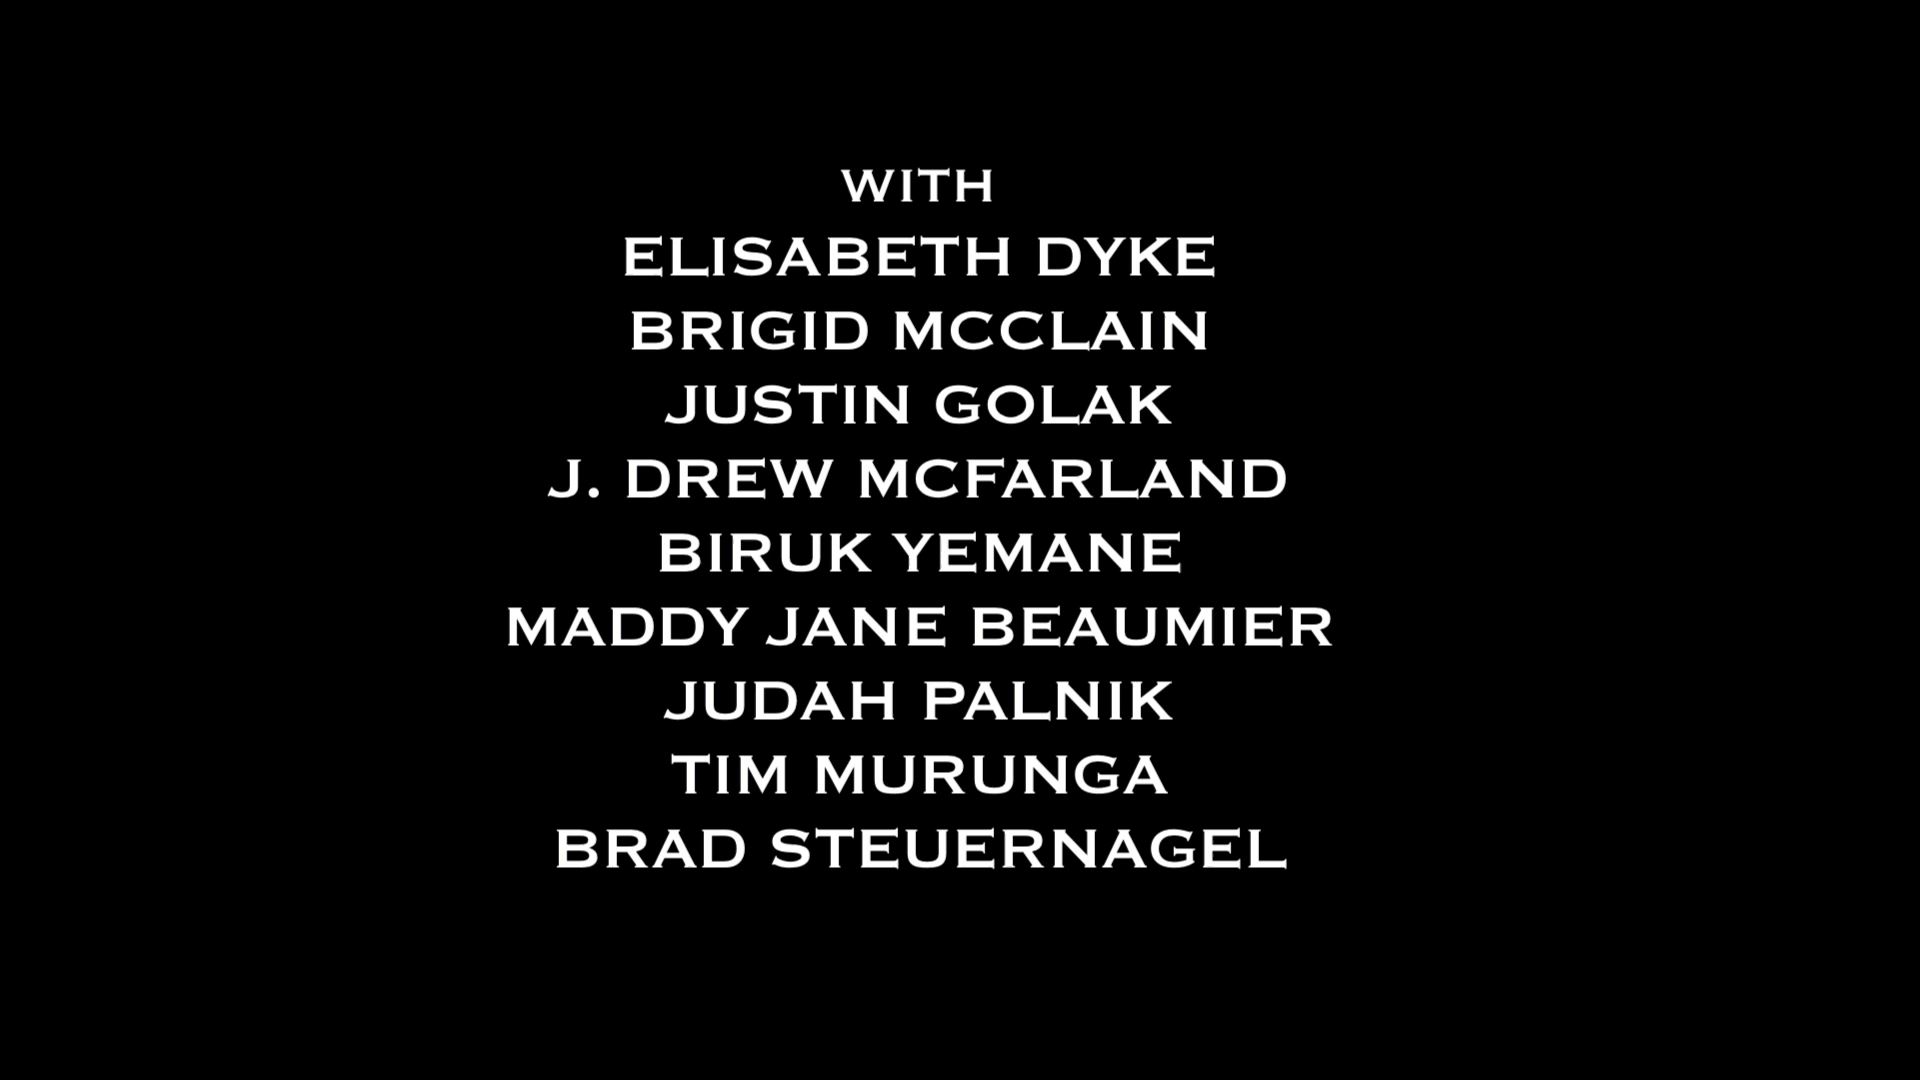 WITH
ELISABETH DYKE
BRIGID MCCLAIN
JUSTIN GOLAK
J. DREW MCFARLAND
BIRUK YEMANE
MADDY JANE BEAUMIER
JUDAH PALNIK
TIM MURUNGA
BRAD STEUERNAGEL